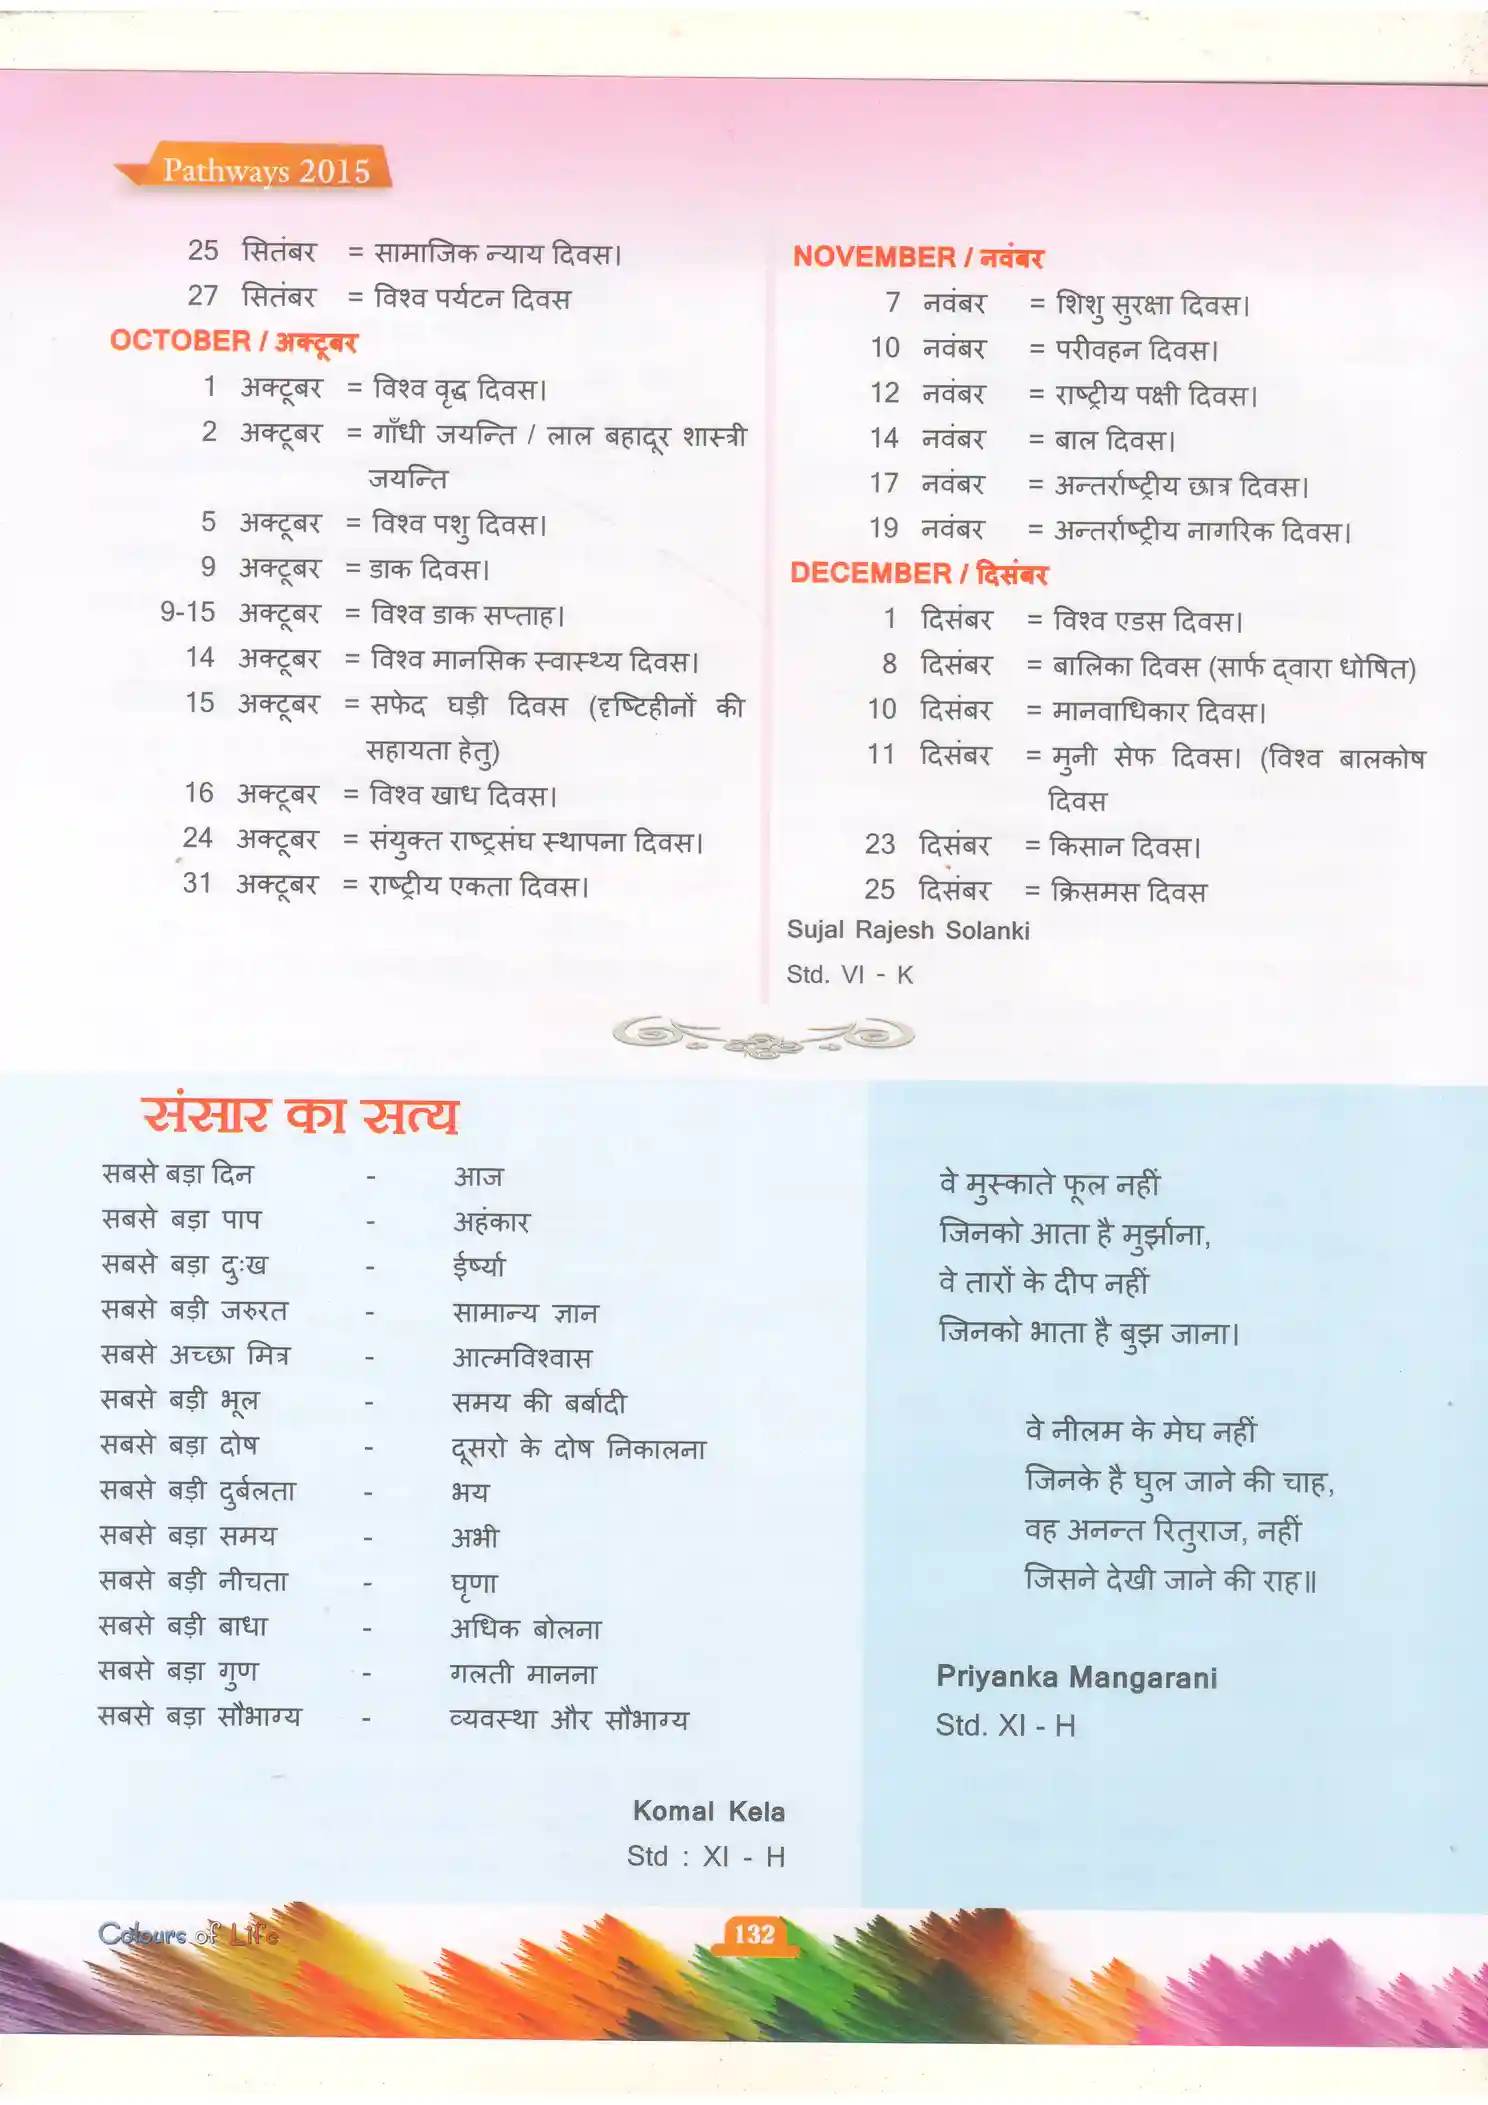 Pathways 2015
25 सितंबर = सामाजिक न्याय दिवस।
27 सितंबर = विश्व पर्यटन दिवस
OCTOBER / अक्टूबर
1 अक्टूबर = विश्व वृद्ध दिवस।
2 अक्टूबर = गाँधी जयन्ति / लाल बहादूर शास्त्री
जयन्ति
5 अक्टूबर = विश्व पशु दिवस।
9 अक्टूबर = डाक दिवस।
9-15 अक्टूबर = विश्व डाक सप्ताह।
14 अक्टूबर = विश्व मानसिक स्वास्थ्य दिवस।
15 अक्टूबर = सफेद घड़ी दिवस (दृष्टिहीनों की
सहायता हेतु)
16 अक्टूबर = विश्व खाध दिवस।
24 अक्टूबर = संयुक्त राष्ट्रसंघ स्थापना दिवस।
31 अक्टूबर = राष्ट्रीय एकता दिवस।
NOVEMBER / नवंबर
7 नवंबर = शिशु सुरक्षा दिवस।
10 नवंबर = परीवहन दिवस।
12 नवंबर = राष्ट्रीय पक्षी दिवस।
14 नवंबर = बाल दिवस।
17 नवंबर = अन्तर्राष्ट्रीय छात्र दिवस।
19 नवंबर = अन्तर्राष्ट्रीय नागरिक दिवस।
DECEMBER / दिसंबर
1 दिसंबर = विश्व एडस दिवस।
8 दिसंबर = बालिका दिवस (सार्फ द्वारा धोषित)
10 दिसंबर = मानवाधिकार दिवस।
11 दिसंबर = मुनी सेफ दिवस। (विश्व बालकोष
दिवस
23 दिसंबर = किसान दिवस।
25 दिसंबर = क्रिसमस दिवस
Sujal Rajesh Solanki
Std. VI - K
संसार का सत्य
सबसे बड़ा दिन - आज
सबसे बड़ा पाप - अहंकार
सबसे बड़ा दुःख - ईर्ष्या
सबसे बड़ी जरुरत - सामान्य ज्ञान
सबसे अच्छा मित्र - आत्मविश्वास
सबसे बड़ी भूल - समय की बर्बादी
सबसे बड़ा दोष - दूसरो के दोष निकालना
सबसे बड़ी दुर्बलता - भय
सबसे बड़ा समय - अभी
सबसे बड़ी नीचता - घृणा
सबसे बड़ी बाधा - अधिक बोलना
सबसे बड़ा गुण - गलती मानना
सबसे बड़ा सौभाग्य - व्यवस्था और सौभाग्य
Komal Kela
Std : XI - H
वे मुस्काते फूल नहीं
जिनको आता है मुर्झाना,
वे तारों के दीप नहीं
जिनको भाता है बुझ जाना।
वे नीलम के मेघ नहीं
जिनके है घुल जाने की चाह,
वह अनन्त रितुराज, नहीं
जिसने देखी जाने की राह॥
Priyanka Mangarani
Std. XI - H
Colours of Life
132